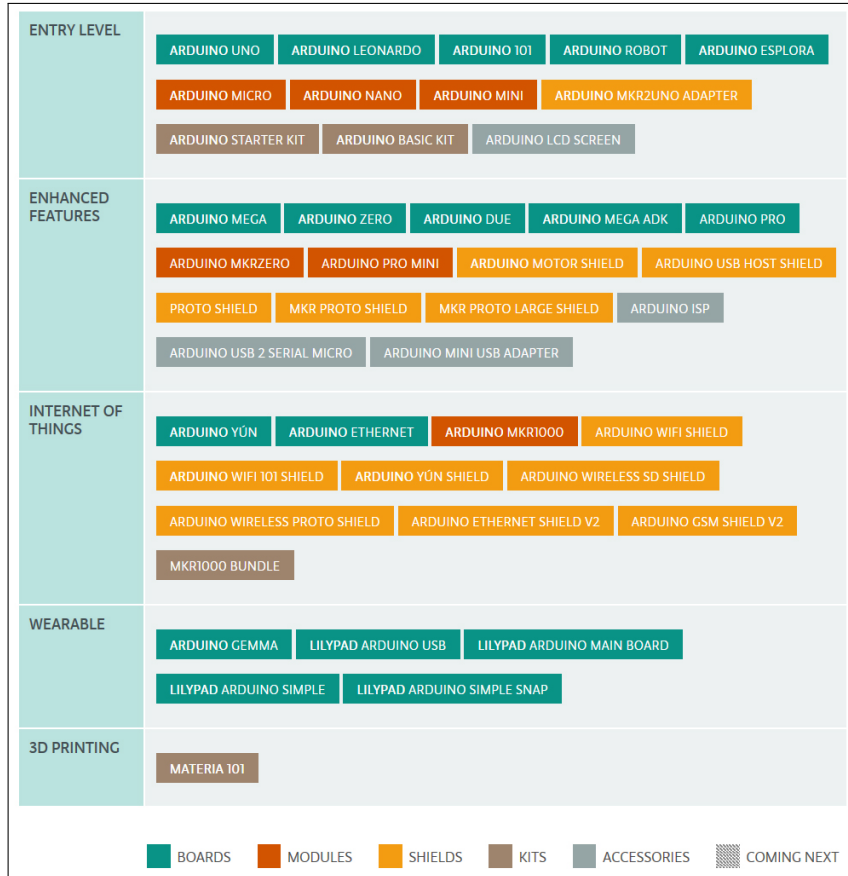 ENTRY LEVEL
ARDUINO UNO ARDUINO LEONARDO ARDUINO 101 ARDUINO ROBOT ARDUINO ESPLORA
ARDUINO MICRO ARDUINO NANO ARDUINO MINI ARDUINO MKR2UNO ADAPTER
ARDUINO STARTER KIT ARDUINO BASIC KIT ARDUINO LCD SCREEN
ENHANCED
FEATURES
ARDUINO MEGA ARDUINO ZERO ARDUINO DUE ARDUINO MEGA ADK ARDUINO PRO
ARDUINO MKRZERO ARDUINO PRO MINI ARDUINO MOTOR SHIELD ARDUINO USB HOST SHIELD
PROTO SHIELD MKR PROTO SHIELD MKR PROTO LARGE SHIELD ARDUINO ISP
ARDUINO USB 2 SERIAL MICRO ARDUINO MINI USB ADAPTER
INTERNET OF
THINGS
ARDUINO YÚN ARDUINO ETHERNET ARDUINO MKR1000 ARDUINO WIFI SHIELD
ARDUINO WIFI 101 SHIELD ARDUINO YÚN SHIELD ARDUINO WIRELESS SD SHIELD
ARDUINO WIRELESS PROTO SHIELD ARDUINO ETHERNET SHIELD V2 ARDUINO GSM SHIELD V2
MKR1000 BUNDLE
WEARABLE
ARDUINO GEMMA LILYPAD ARDUINO USB LILYPAD ARDUINO MAIN BOARD
LILYPAD ARDUINO SIMPLE LILYPAD ARDUINO SIMPLE SNAP
3D PRINTING
MATERIA 101
BOARDS MODULES SHIELDS KITS ACCESSORIES COMING NEXT